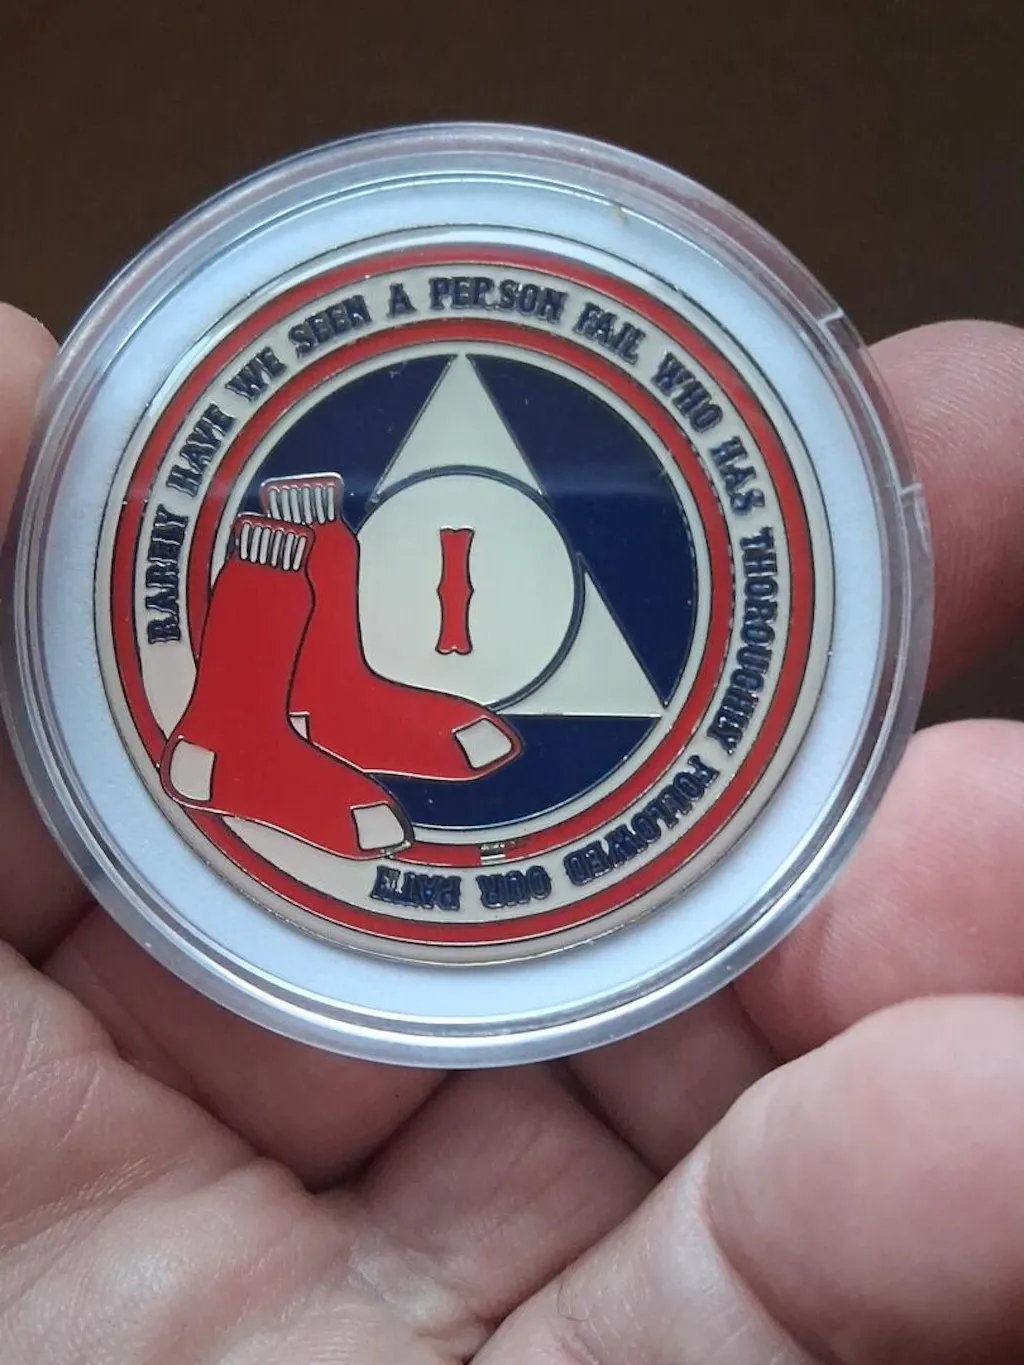 RARELY HAVE WE SEEN A PERSON FAIL WHO HAS THOROUGHLY FOLLOWED OUR PATH
I